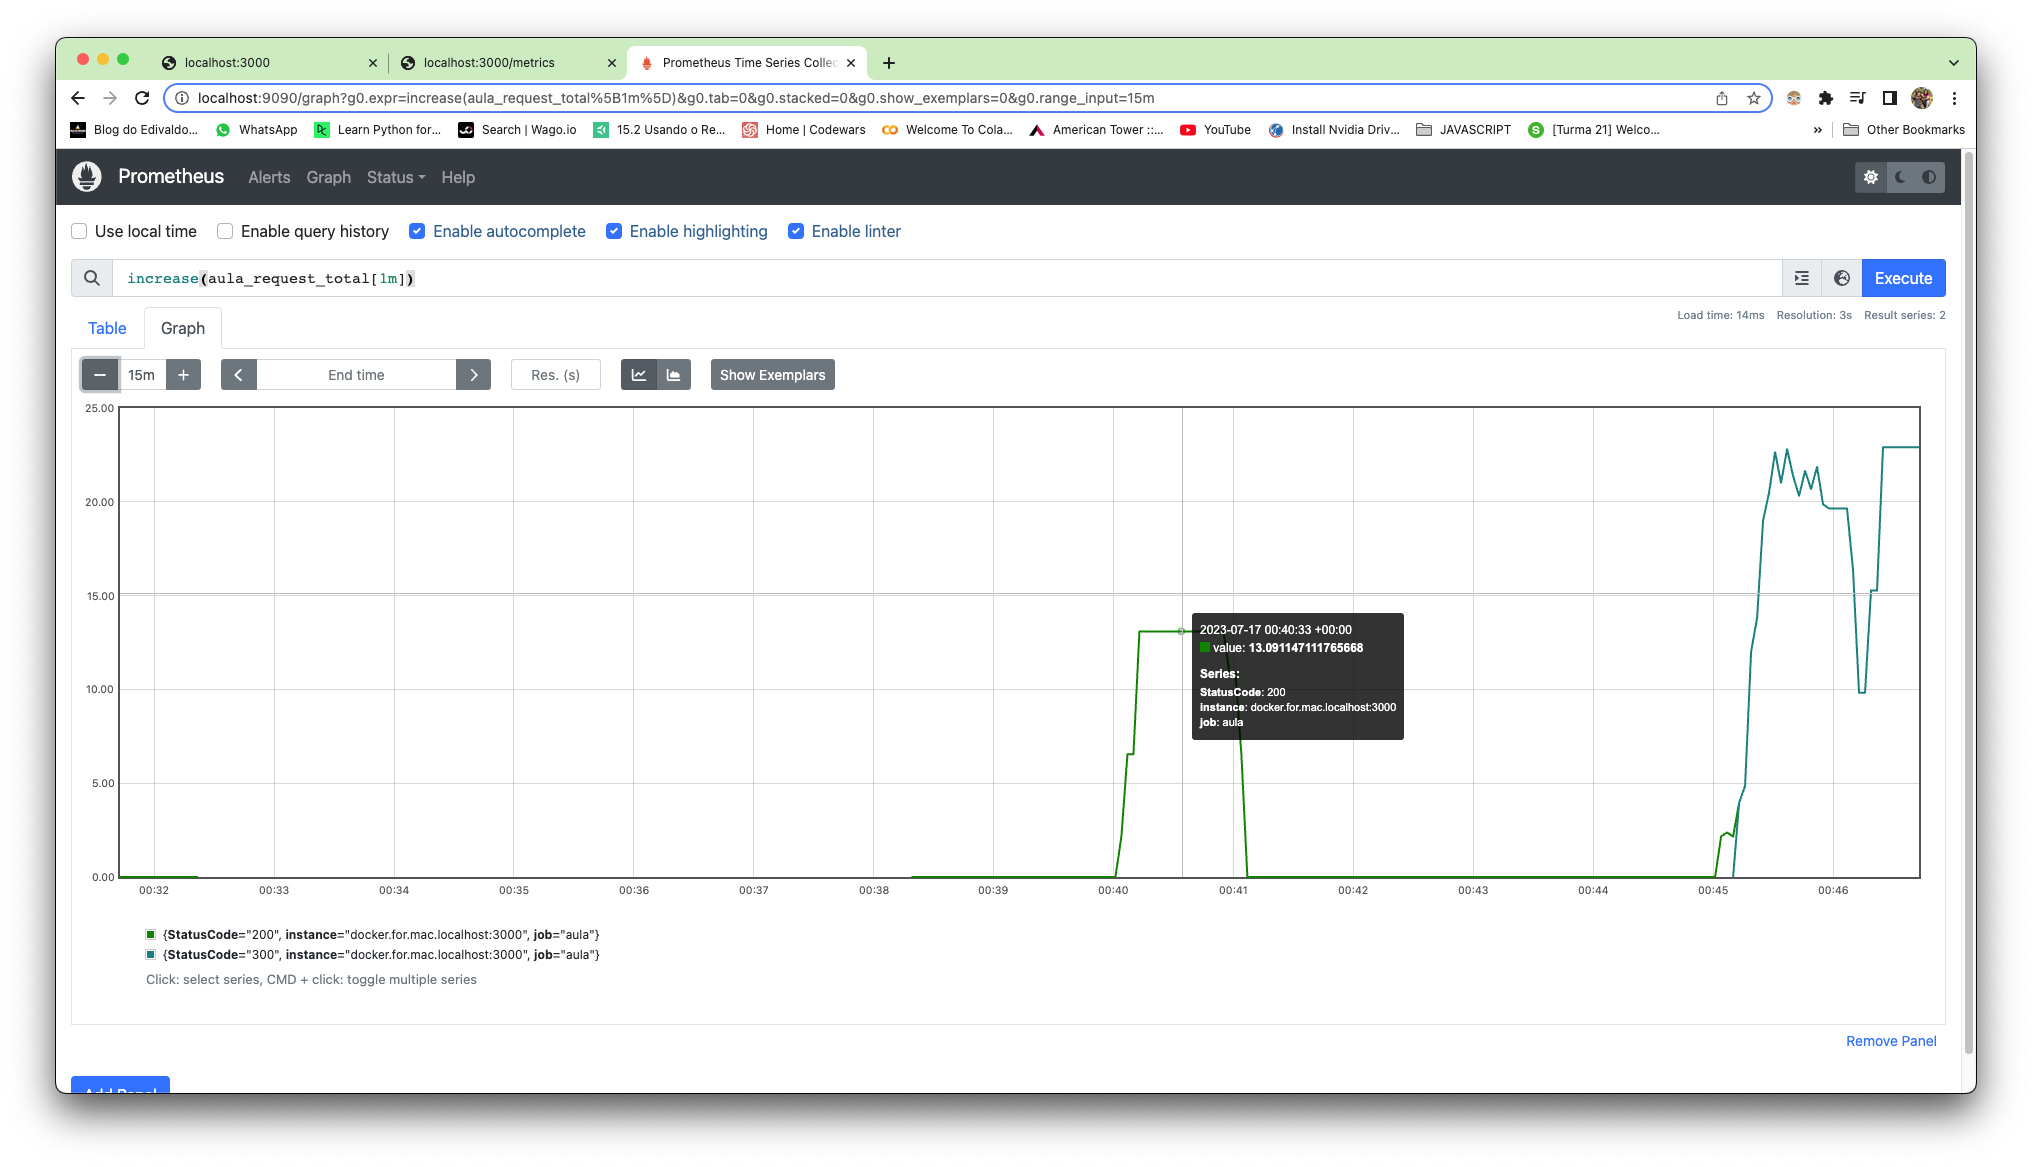 localhost:3000
localhost:3000/metrics
Prometheus Time Series Collec
localhost:9090/graph?g0.expr=increase(aula_request_total%5B1m%5D)&g0.tab=0&g0.stacked=0&g0.show_exemplars=0&g0.range_input=15m
Blog do Edivaldo... WhatsApp Learn Python for... Search | Wago.io 15.2 Usando o Re... Home | Codewars Welcome To Cola... American Tower ::... YouTube Install Nvidia Driv... JAVASCRIPT [Turma 21] Welco... » Other Bookmarks
Prometheus Alerts Graph Status Help
Use local time Enable query history Enable autocomplete Enable highlighting Enable linter
increase(aula_request_total[1m])
Execute
Table Graph
Load time: 14ms Resolution: 3s Result series: 2
15m End time Res. (s) Show Exemplars
25.00
20.00
15.00
10.00
5.00
0.00
2023-07-17 00:40:33 +00:00
value: 13.091147111765668
Series:
StatusCode: 200
instance: docker.for.mac.localhost:3000
job: aula
00:32 00:33 00:34 00:35 00:36 00:37 00:38 00:39 00:40 00:41 00:42 00:43 00:44 00:45 00:46
{StatusCode="200", instance="docker.for.mac.localhost:3000", job="aula"}
{StatusCode="300", instance="docker.for.mac.localhost:3000", job="aula"}
Click: select series, CMD + click: toggle multiple series
Remove Panel
Add Panel